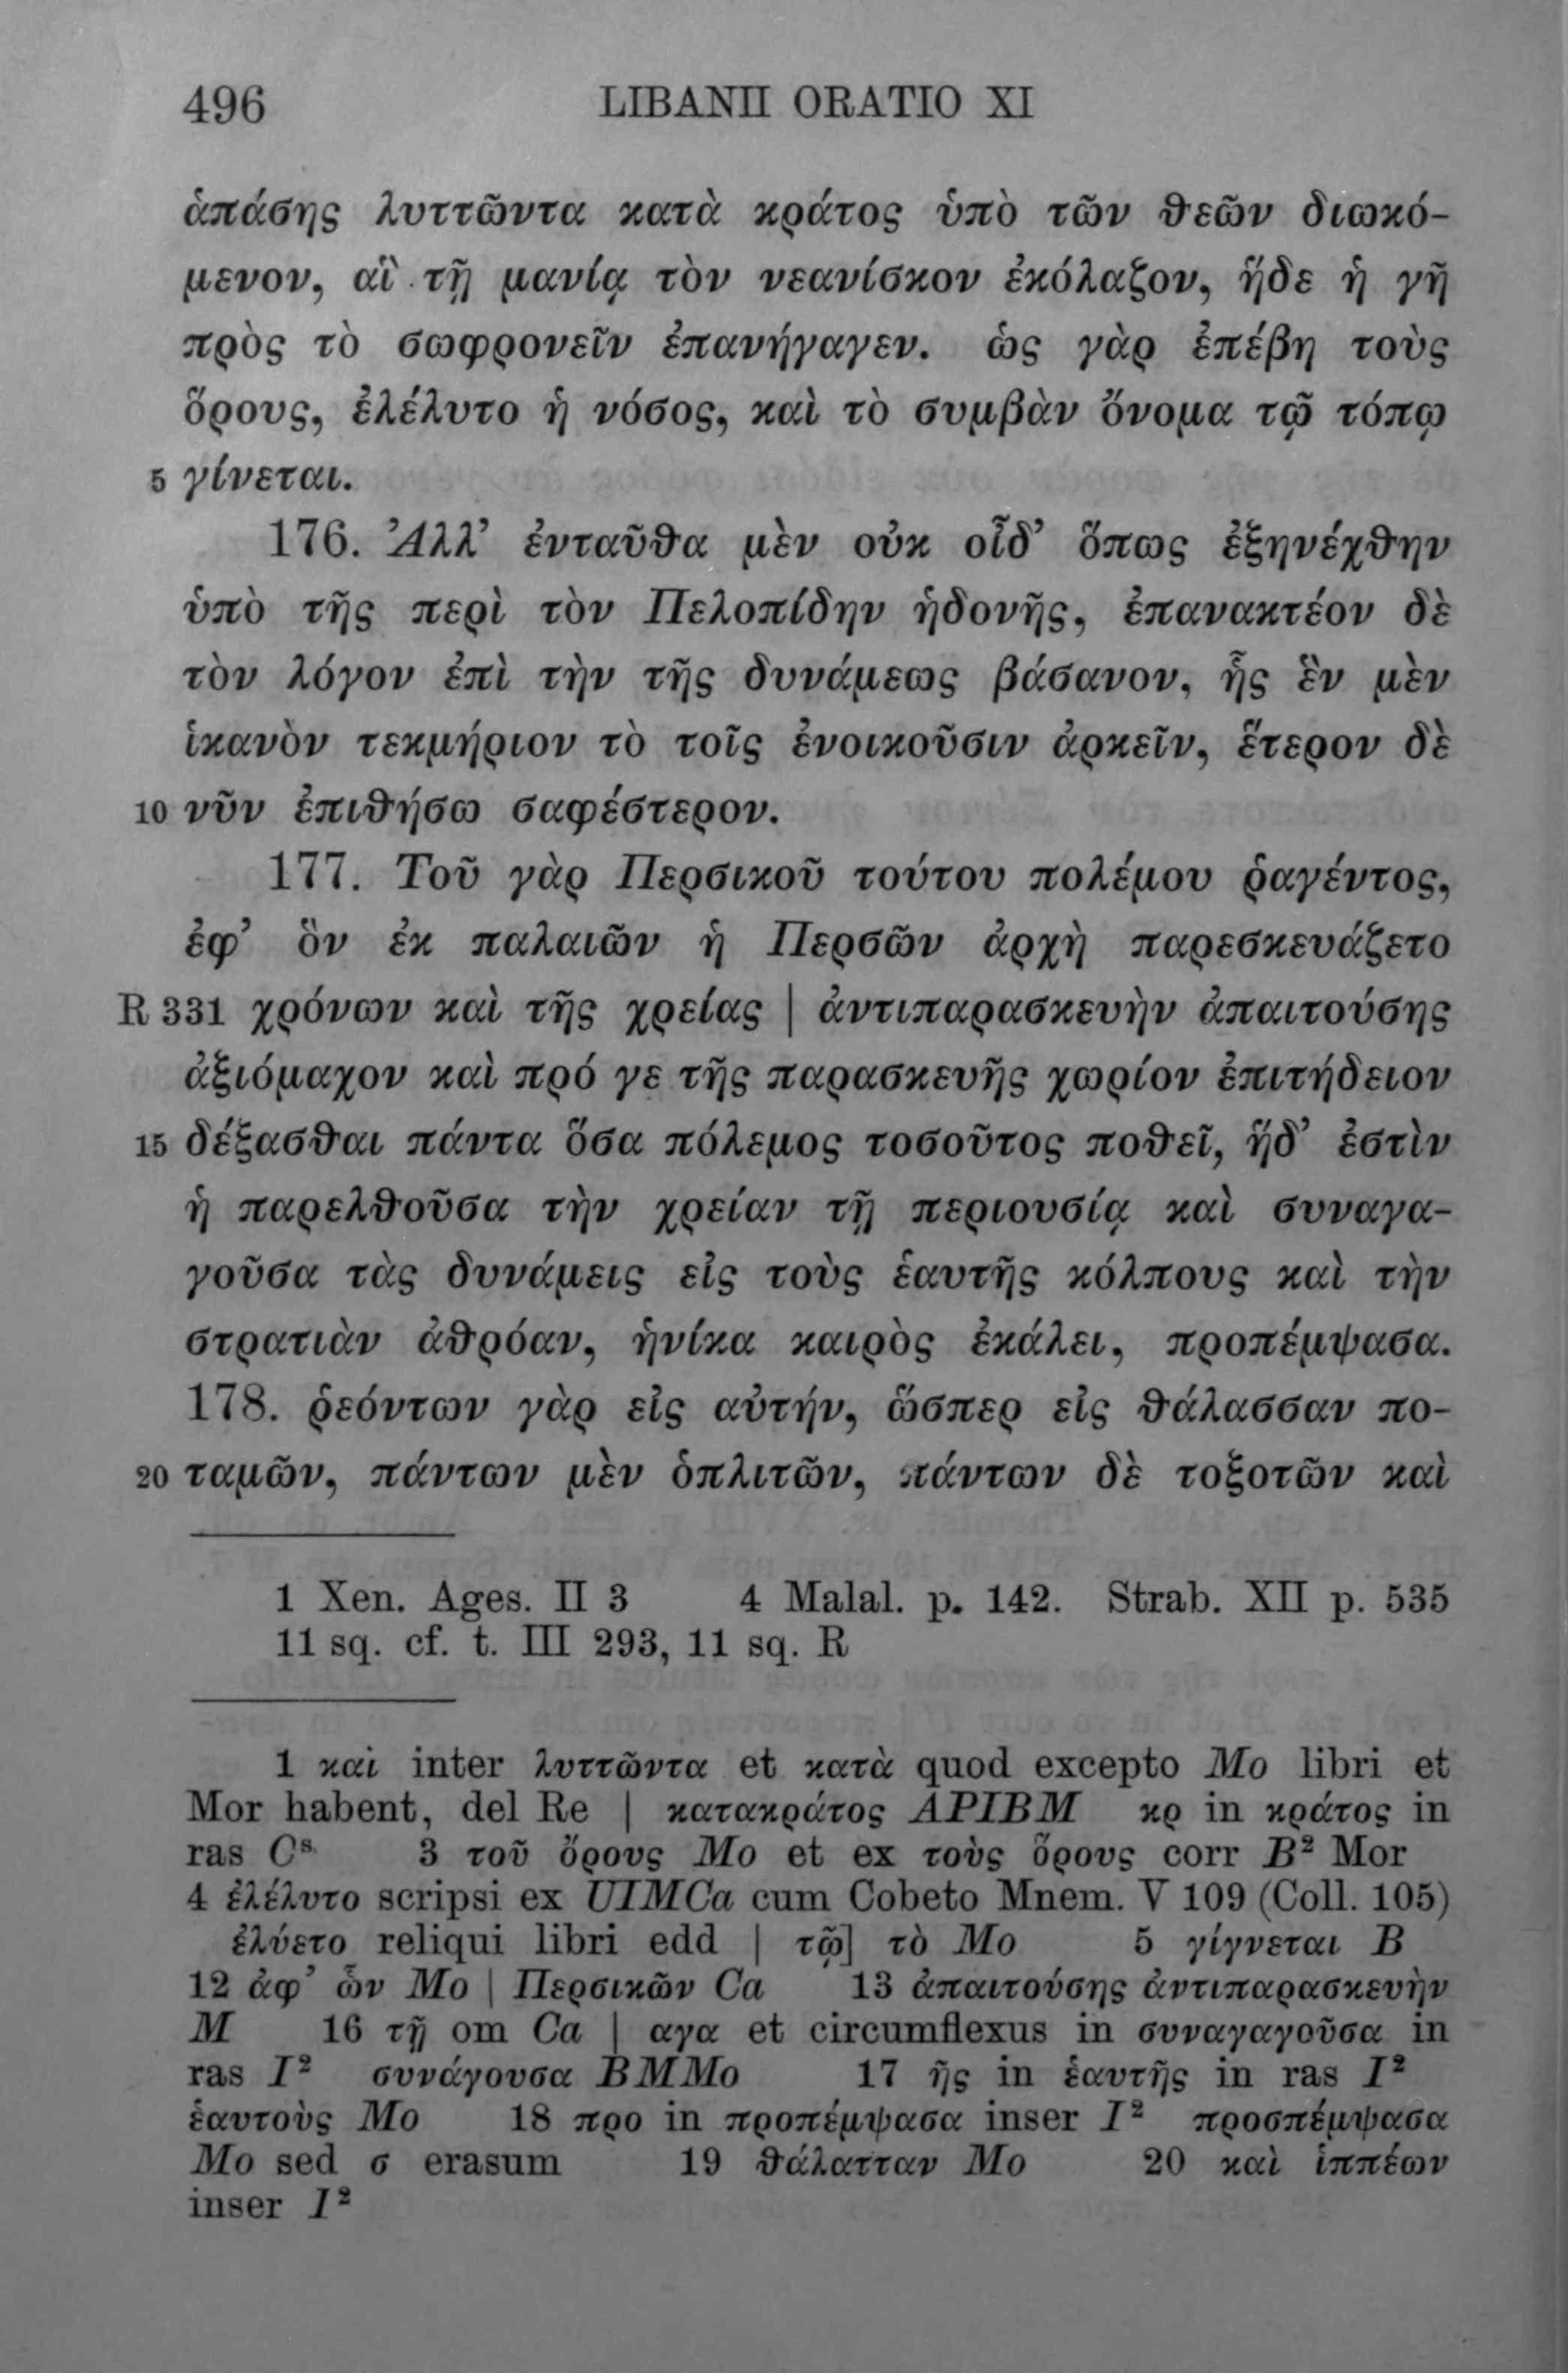 496 LIBANII ORATIO XI
ἁπάσης λυττῶντα κατὰ κράτος ὑπὸ τῶν θεῶν διωκό-
μενον, αἳ τῇ μανίᾳ τὸν νεανίσκον ἐκόλαζον, ἥδε ἡ γῆ
πρὸς τὸ σωφρονεῖν ἐπανήγαγεν. ὡς γὰρ ἐπέβη τοὺς
ὅρους, ἐλέλυτο ἡ νόσος, καὶ τὸ συμβὰν ὄνομα τῷ τόπῳ
5 γίνεται.
176. Ἀλλ’ ἐνταῦθα μὲν οὐκ οἶδ’ ὅπως ἐξηνέχθην
ὑπὸ τῆς περὶ τὸν Πελοπίδην ἡδονῆς, ἐπανακτέον δὲ
τὸν λόγον ἐπὶ τὴν τῆς δυνάμεως βάσανον, ἧς ἓν μὲν
ἱκανὸν τεκμήριον τὸ τοῖς ἐνοικοῦσιν ἀρκεῖν, ἕτερον δὲ
10 νῦν ἐπιθήσω σαφέστερον.
177. Τοῦ γὰρ Περσικοῦ τούτου πολέμου ῥαγέντος,
ἐφ’ ὃν ἐκ παλαιῶν ἡ Περσῶν ἀρχὴ παρεσκευάζετο
R 331 χρόνων καὶ τῆς χρείας | ἀντιπαρασκευὴν ἀπαιτούσης
ἀξιόμαχον καὶ πρό γε τῆς παρασκευῆς χωρίον ἐπιτήδειον
15 δέξασθαι πάντα ὅσα πόλεμος τοσοῦτος ποθεῖ, ἥδ’ ἐστὶν
ἡ παρελθοῦσα τὴν χρείαν τῇ περιουσίᾳ καὶ συναγα-
γοῦσα τὰς δυνάμεις εἰς τοὺς ἑαυτῆς κόλπους καὶ τὴν
στρατιὰν ἀθρόαν, ἡνίκα καιρὸς ἐκάλει, προπέμψασα.
178. ῥεόντων γὰρ εἰς αὐτήν, ὥσπερ εἰς θάλασσαν πο-
20 ταμῶν, πάντων μὲν ὁπλιτῶν, πάντων δὲ τοξοτῶν καὶ
1 Xen. Ages. II 3 4 Malal. p. 142. Strab. XII p. 535
11 sq. cf. t. III 293, 11 sq. R
1 καὶ inter λυττῶντα et κατὰ quod excepto Mo libri et
Mor habent, del Re | κατακράτος APIBM κρ in κράτος in
ras Cˢ 3 τοῦ ὄρους Mo et ex τοὺς ὅρους corr B² Mor
4 ἐλέλυτο scripsi ex UIMCa cum Cobeto Mnem. V 109 (Coll. 105)
ἐλύετο reliqui libri edd | τῷ] τὸ Mo 5 γίγνεται B
12 ἀφ’ ὧν Mo | Περσικῶν Ca 13 ἀπαιτούσης ἀντιπαρασκευὴν
M 16 τῇ om Ca | αγα et circumflexus in συναγαγοῦσα in
ras I² συνάγουσα BMMo 17 ῆς in ἑαυτῆς in ras I²
ἑαυτοὺς Mo 18 προ in προπέμψασα inser I² προσπέμψασα
Mo sed σ erasum 19 θάλατταν Mo 20 καὶ ἱππέων
inser I²